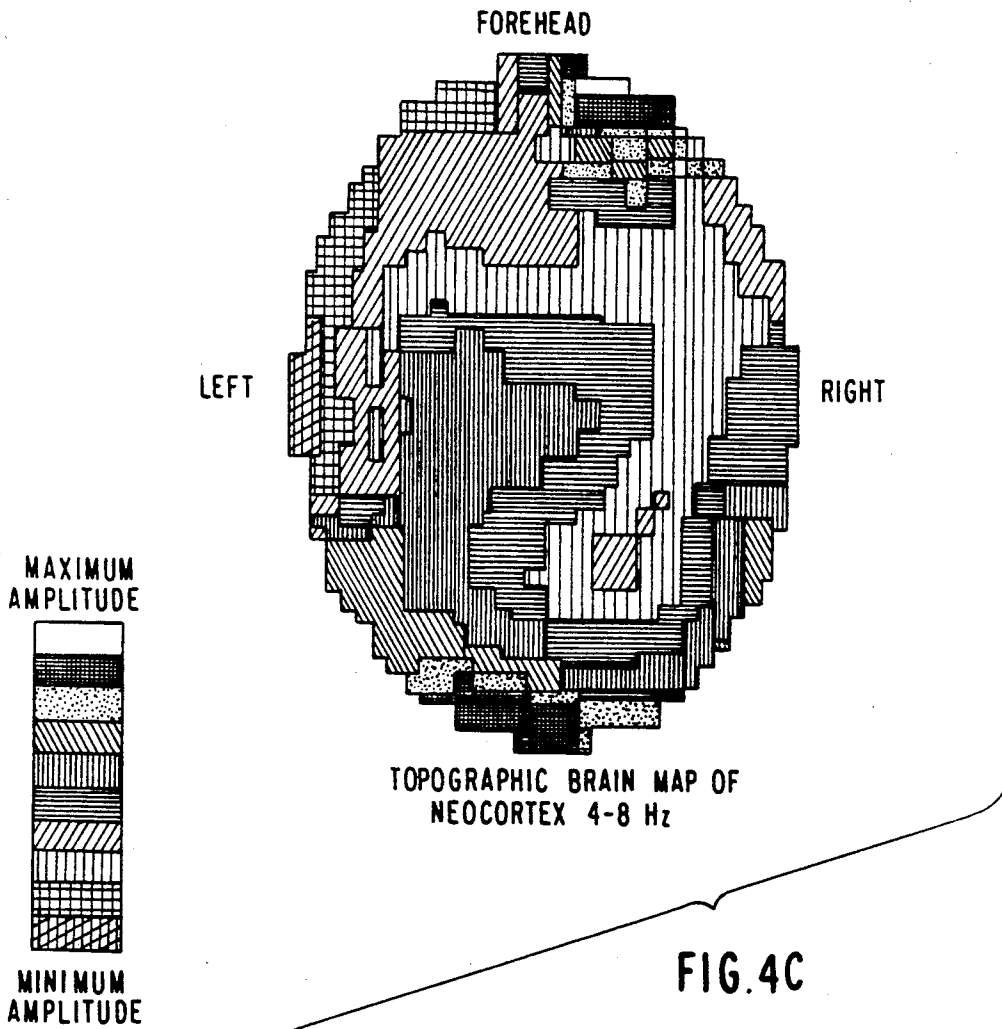 FOREHEAD
LEFT
RIGHT
MAXIMUM
AMPLITUDE
TOPOGRAPHIC BRAIN MAP OF
NEOCORTEX 4-8 Hz
MINIMUM
AMPLITUDE
FIG.4C